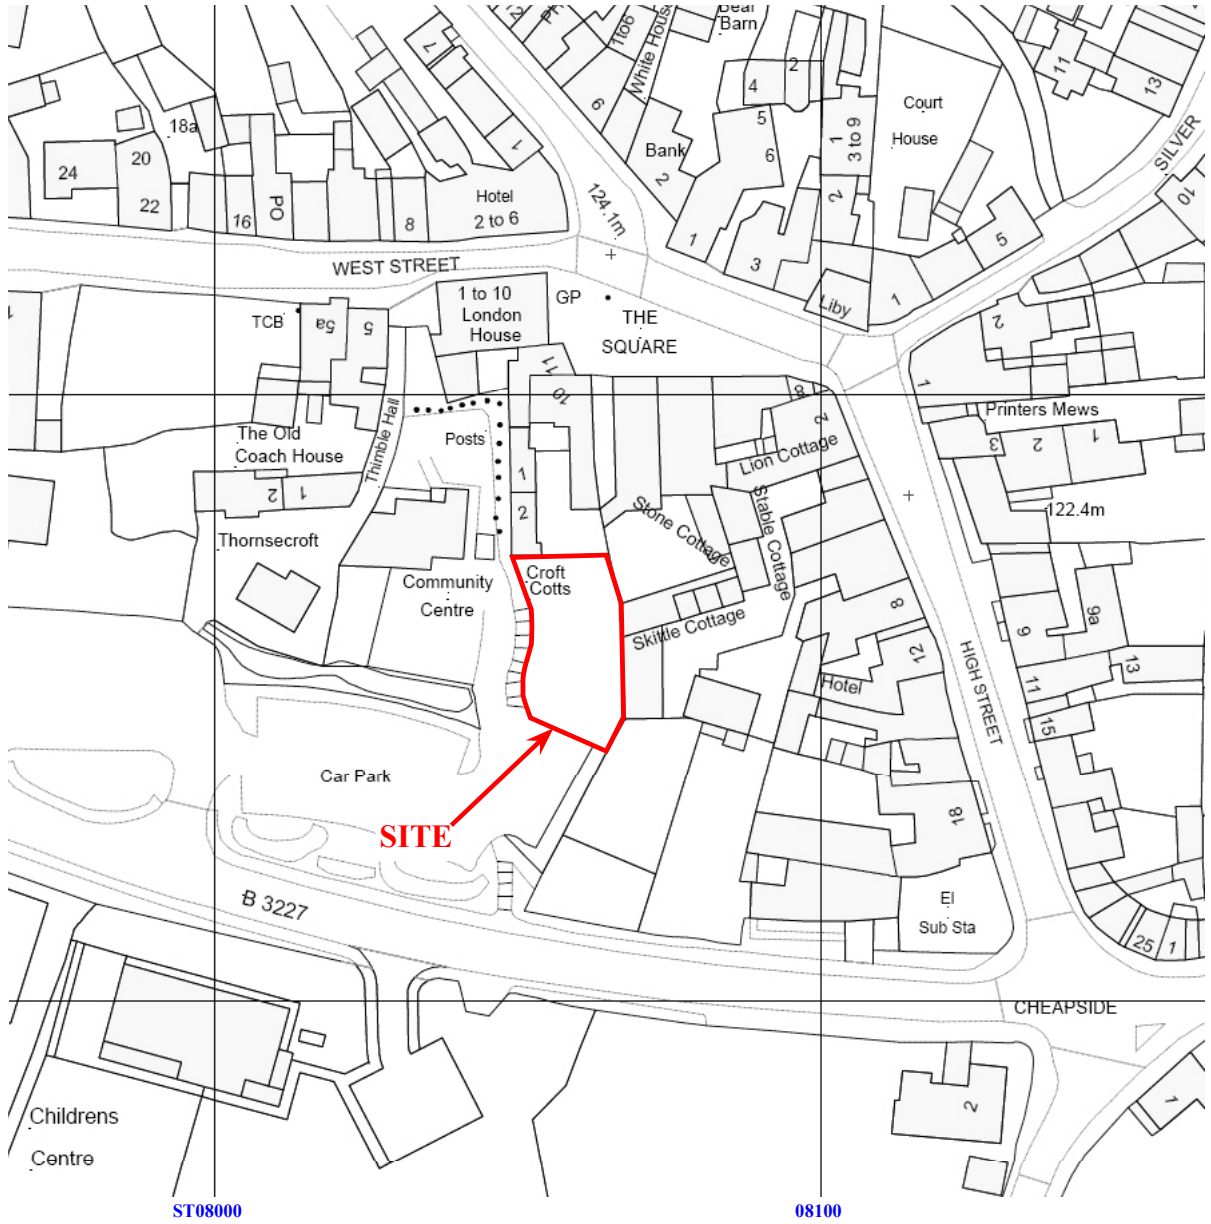 Bear
Barn
12
1to6
White House
7
18a
24
20
22
16
PO
8
1
Hotel
2 to 6
6
Bank
2
4
2
5
6
1
3 to 9
2
Court
House
11
13
SILVER
10
5
124.1m
1
3
Liby
1
WEST STREET
1 to 10
London
House
GP
THE
SQUARE
TCB
5a
5
11
10
8
2
2
1
Printers Mews
3
2
1
Thimble Hall
Posts
The Old
Coach House
2
1
1
2
Lion Cottage
Stone Cottage
Stable Cottage
122.4m
Thornsecroft
Community
Centre
Croft
Cotts
Skittle Cottage
8
12
Hotel
HIGH STREET
9
9a
11
13
15
Car Park
SITE
18
B 3227
El
Sub Sta
25
1
CHEAPSIDE
2
1
Childrens
Centre
ST08000
08100